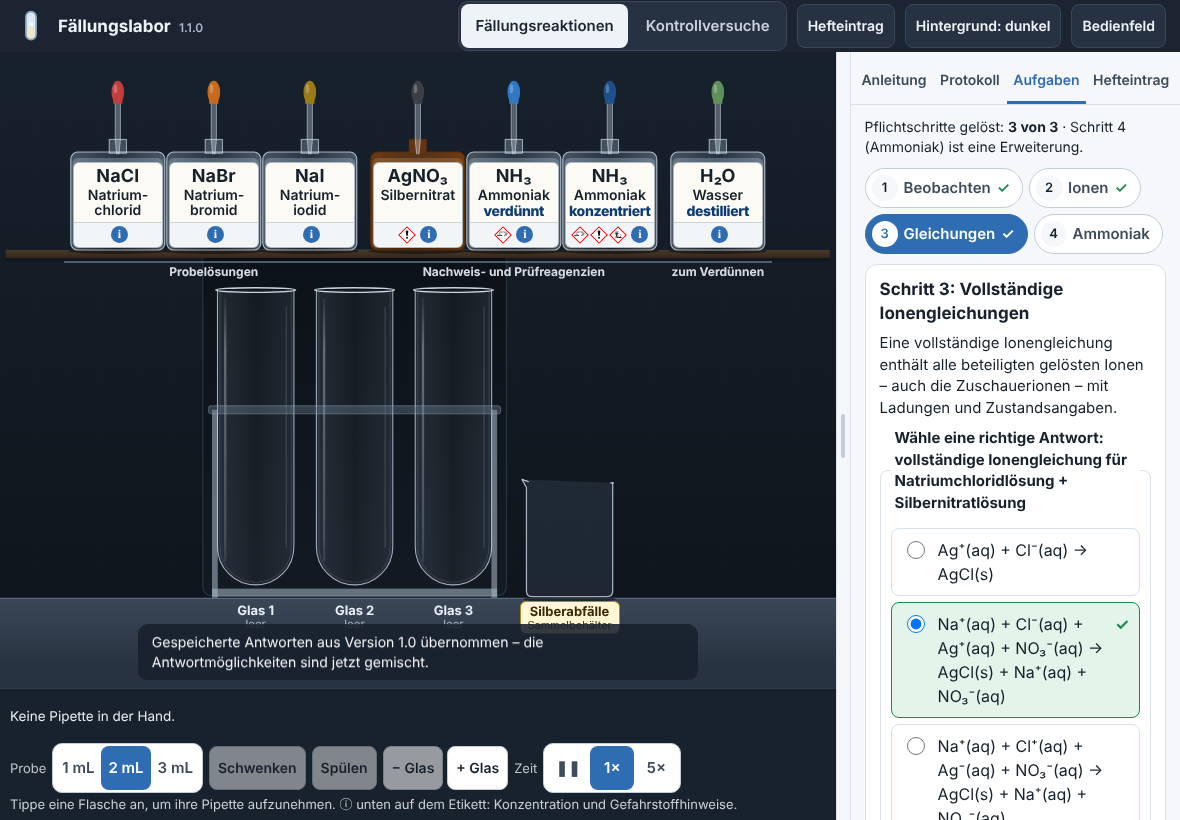 Fällungslabor 1.1.0
Fällungsreaktionen
Kontrollversuche
Hefteintrag
Hintergrund: dunkel
Bedienfeld
NaCl
Natrium-
chlorid
NaBr
Natrium-
bromid
NaI
Natrium-
iodid
AgNO₃
Silbernitrat
NH₃
Ammoniak
verdünnt
NH₃
Ammoniak
konzentriert
H₂O
Wasser
destilliert
Probelösungen
Nachweis- und Prüfreagenzien
zum Verdünnen
Glas 1
leer
Glas 2
leer
Glas 3
leer
Silberabfälle
Sammelbehälter
Gespeicherte Antworten aus Version 1.0 übernommen – die
Antwortmöglichkeiten sind jetzt gemischt.
Keine Pipette in der Hand.
Probe
1 mL
2 mL
3 mL
Schwenken
Spülen
− Glas
+ Glas
Zeit
1×
5×
Tippe eine Flasche an, um ihre Pipette aufzunehmen. ⓘ unten auf dem Etikett: Konzentration und Gefahrstoffhinweise.
Anleitung
Protokoll
Aufgaben
Hefteintrag
Pflichtschritte gelöst: 3 von 3 · Schritt 4
(Ammoniak) ist eine Erweiterung.
1 Beobachten ✓
2 Ionen ✓
3 Gleichungen ✓
4 Ammoniak
Schritt 3: Vollständige
Ionengleichungen
Eine vollständige Ionengleichung
enthält alle beteiligten gelösten Ionen
– auch die Zuschauerionen – mit
Ladungen und Zustandsangaben.
Wähle eine richtige Antwort:
vollständige Ionengleichung für
Natriumchloridlösung +
Silbernitratlösung
Ag⁺(aq) + Cl⁻(aq) →
AgCl(s)
Na⁺(aq) + Cl⁻(aq) +
Ag⁺(aq) + NO₃⁻(aq) →
AgCl(s) + Na⁺(aq) +
NO₃⁻(aq)
Na⁺(aq) + Cl⁺(aq) +
Ag⁻(aq) + NO₃⁻(aq) →
AgCl(s) + Na⁺(aq) +
NO₃⁻(aq)